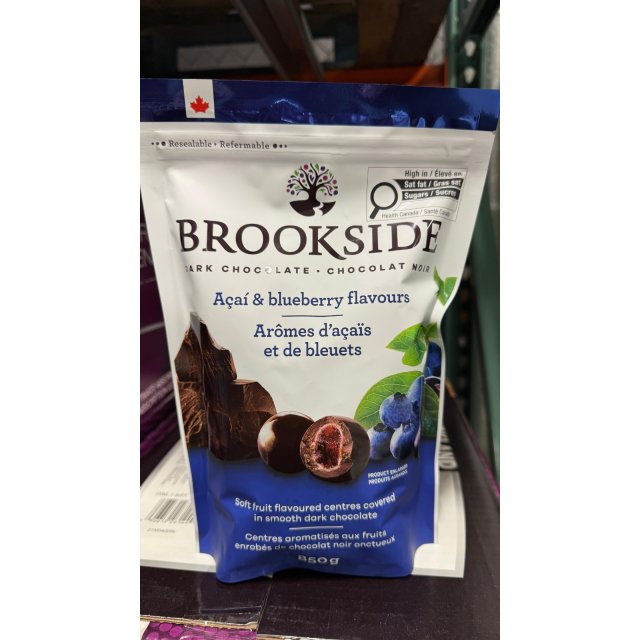 ••● Resealable • Refermable ●••
High in / Élevé en
Sat fat / Gras sat
Sugars / Sucres
Health Canada / Santé Canada
BROOKSIDE
DARK CHOCOLATE • CHOCOLAT NOIR
Açaí & blueberry flavours
Arômes d'açaïs
et de bleuets
PRODUCT ENLARGED
PRODUITS AGRANDIS
Soft fruit flavoured centres covered
in smooth dark chocolate
Centres aromatisés aux fruits
enrobés de chocolat noir onctueux
850g